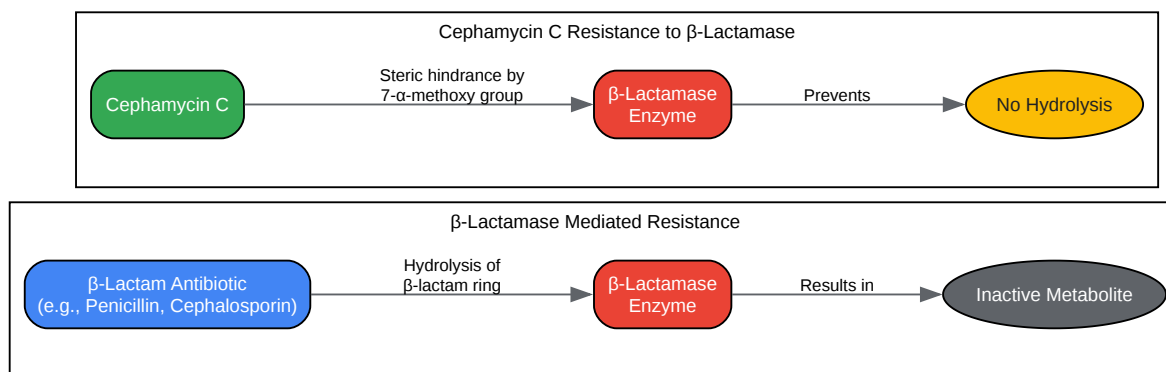 Cephamycin C Resistance to β-Lactamase
Cephamycin C
Steric hindrance by
7-α-methoxy group
β-Lactamase
Enzyme
Prevents
No Hydrolysis
β-Lactamase Mediated Resistance
β-Lactam Antibiotic
(e.g., Penicillin, Cephalosporin)
Hydrolysis of
β-lactam ring
β-Lactamase
Enzyme
Results in
Inactive Metabolite